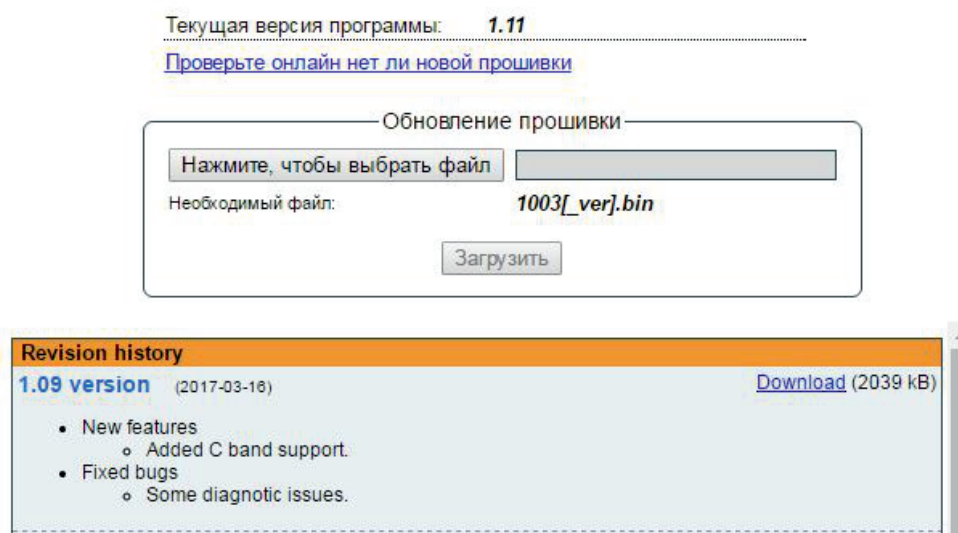 Текущая версия программы: 1.11
Проверьте онлайн нет ли новой прошивки
Обновление прошивки
Нажмите, чтобы выбрать файл
Необходимый файл: 1003[_ver].bin
Загрузить
Revision history
1.09 version (2017-03-16) Download (2039 kB)
• New features
o Added C band support.
• Fixed bugs
o Some diagnotic issues.